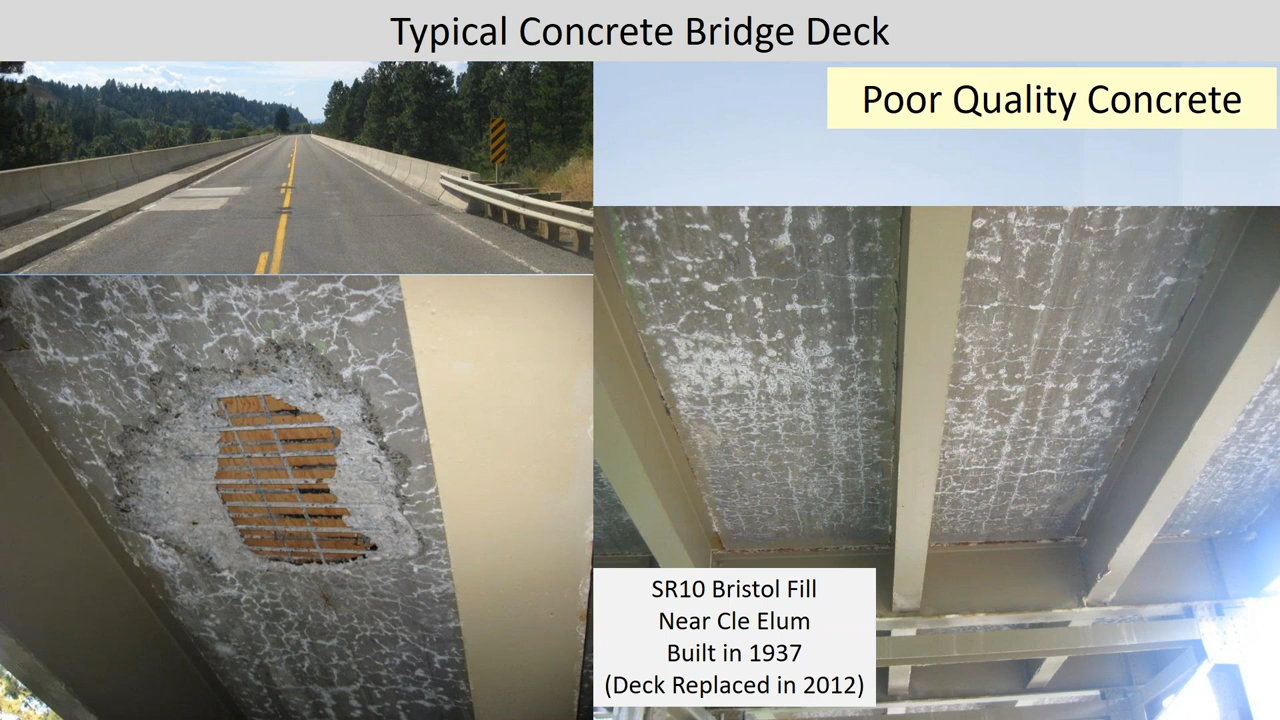 Typical Concrete Bridge Deck
Poor Quality Concrete
SR10 Bristol Fill
Near Cle Elum
Built in 1937
(Deck Replaced in 2012)